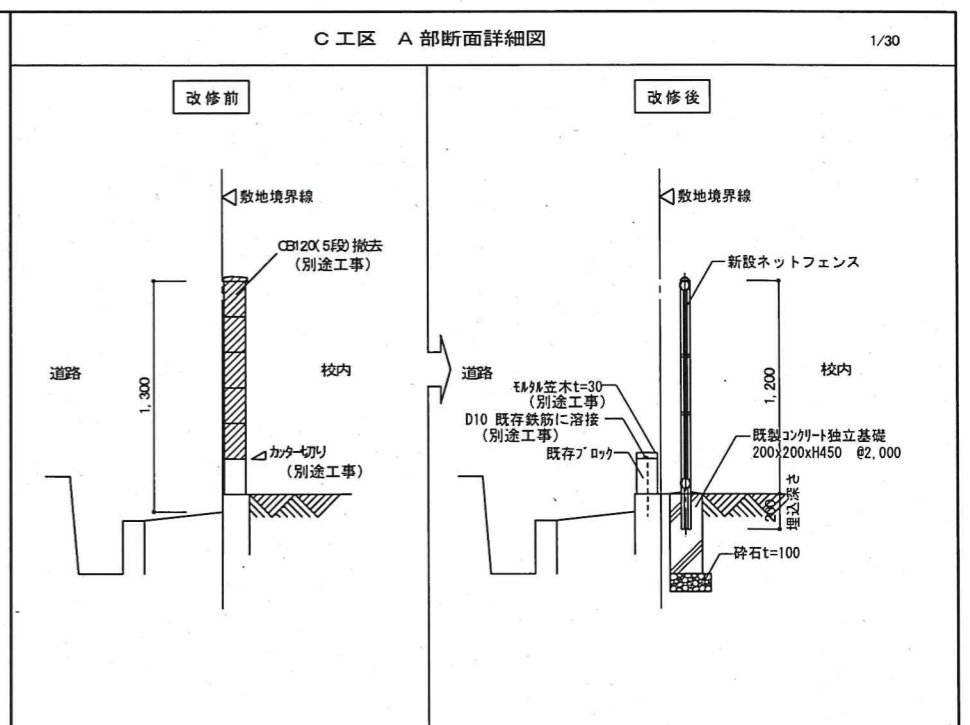 C工区 A部断面詳細図
1/30
改修前
敷地境界線
CB120(5段)撤去
(別途工事)
道路
1,300
校内
カッター切り
(別途工事)
改修後
敷地境界線
新設ネットフェンス
道路
校内
1,200
モルタル笠木t=30
(別途工事)
D10 既存鉄筋に溶接
(別途工事)
既存ブロック
既製コンクリート独立基礎
200x200xH450 @2,000
200
埋込深さ
砕石t=100